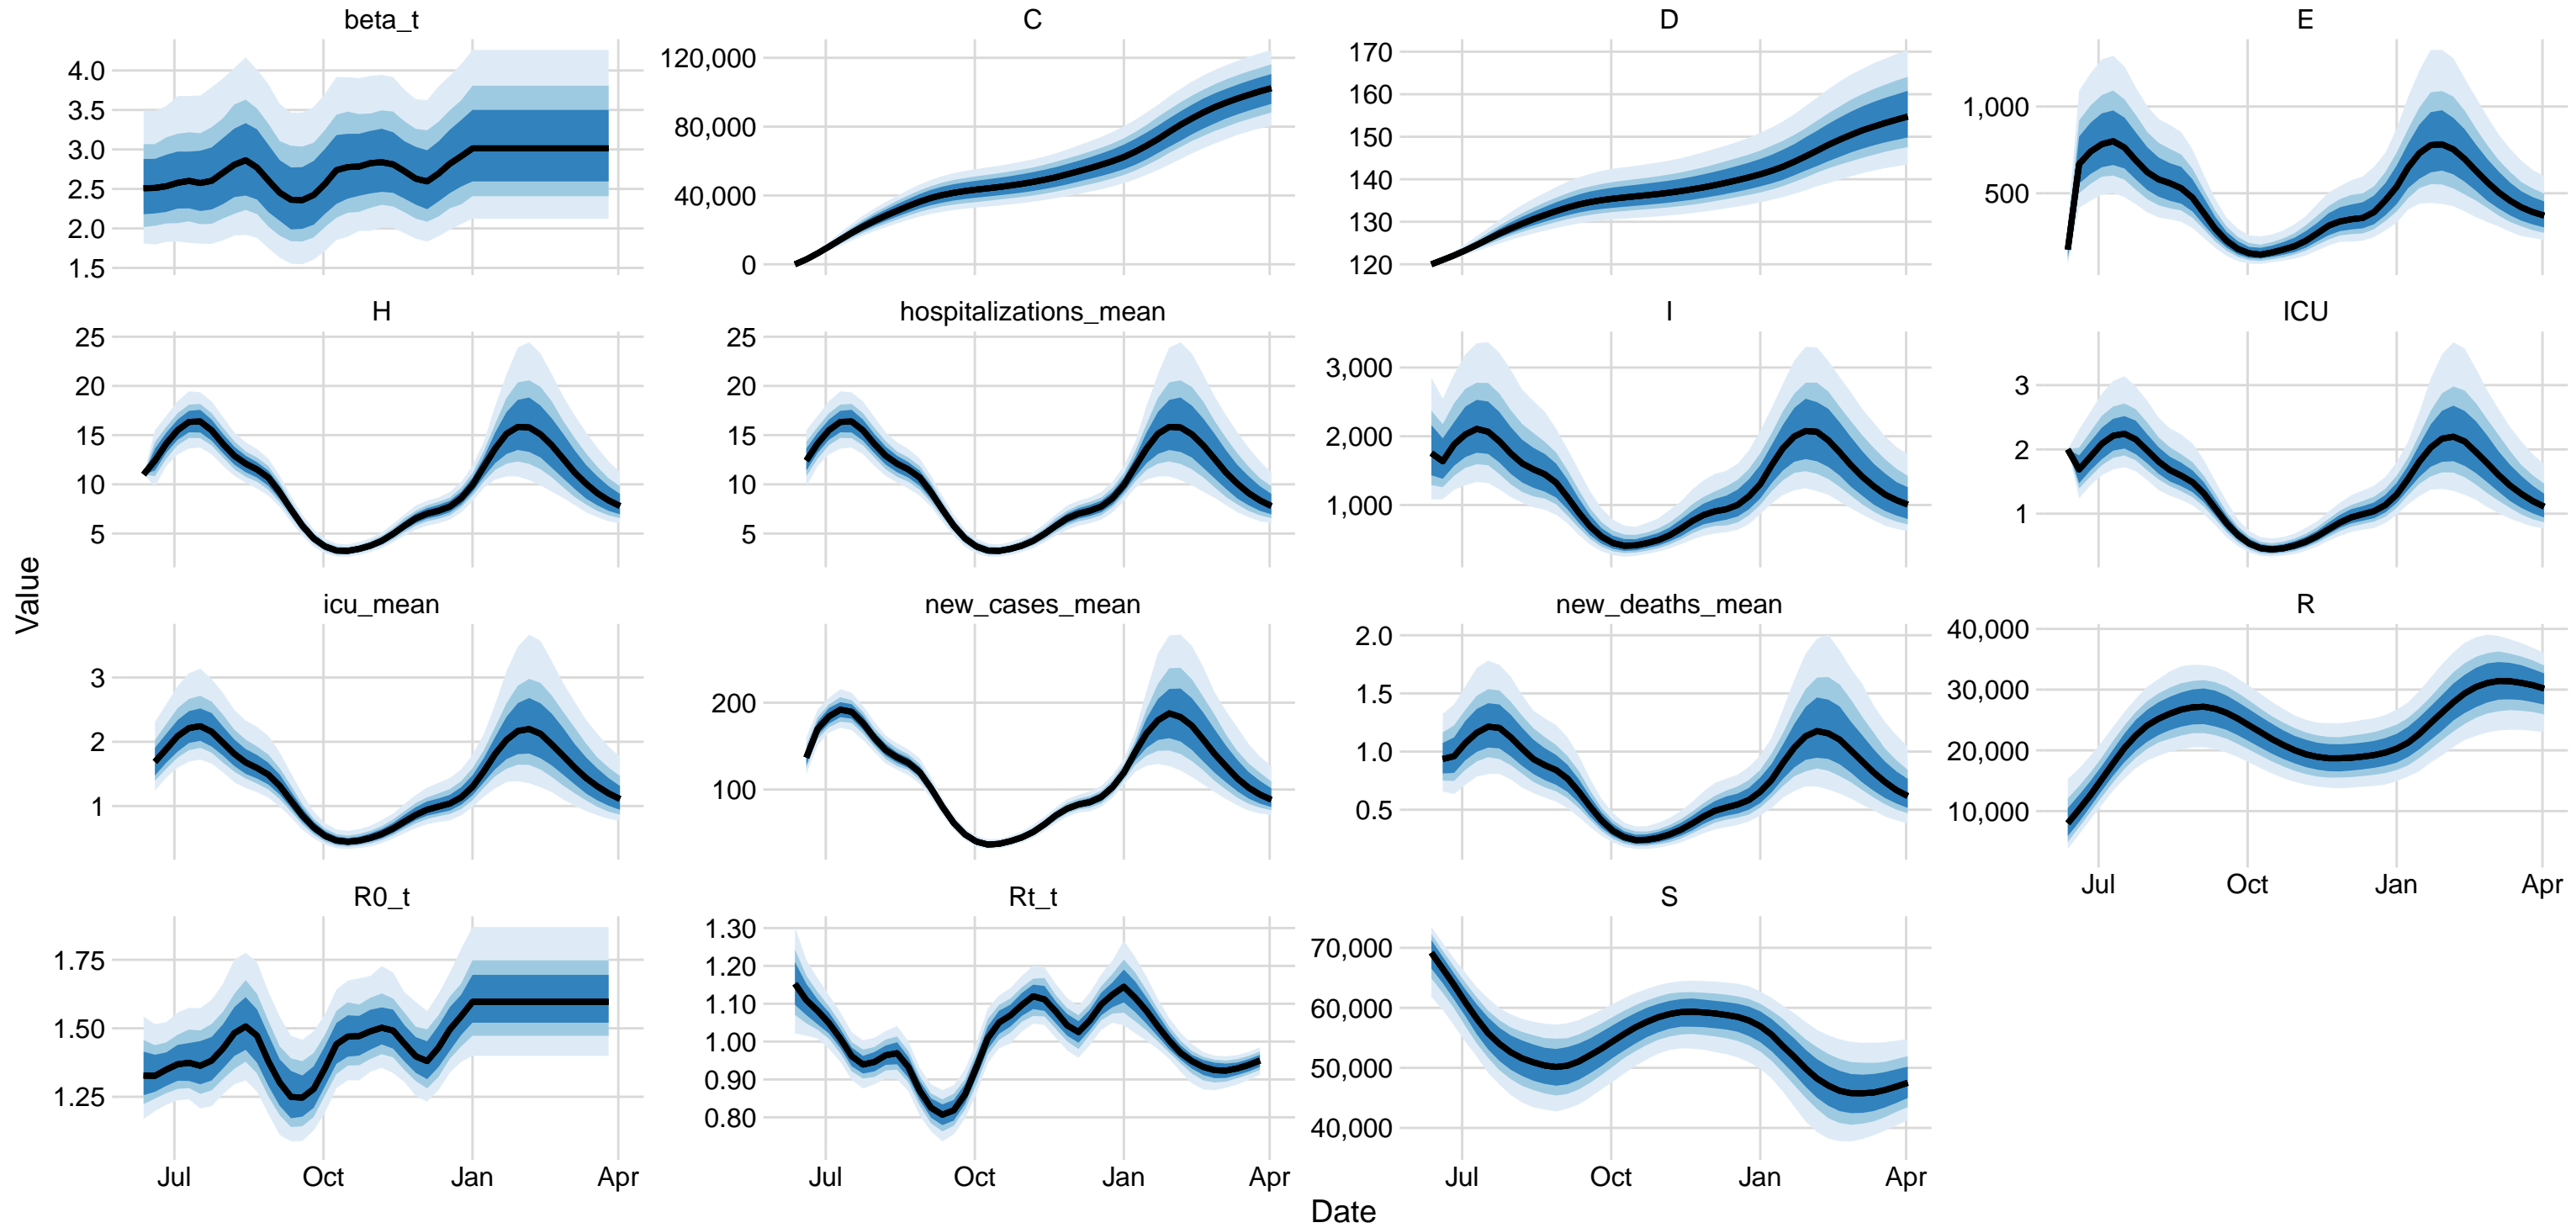 beta_t
4.0
3.5
3.0
2.5
2.0
1.5
C
120,000
80,000
40,000
0
D
170
160
150
140
130
120
E
1,000
500
H
25
20
15
10
5
hospitalizations_mean
25
20
15
10
5
I
3,000
2,000
1,000
ICU
3
2
1
Value
icu_mean
3
2
1
new_cases_mean
200
100
new_deaths_mean
2.0
1.5
1.0
0.5
R
40,000
30,000
20,000
10,000
Jul Oct Jan Apr
R0_t
1.75
1.50
1.25
Jul Oct Jan Apr
Rt_t
1.30
1.20
1.10
1.00
0.90
0.80
Jul Oct Jan Apr
S
70,000
60,000
50,000
40,000
Jul Oct Jan Apr
Date